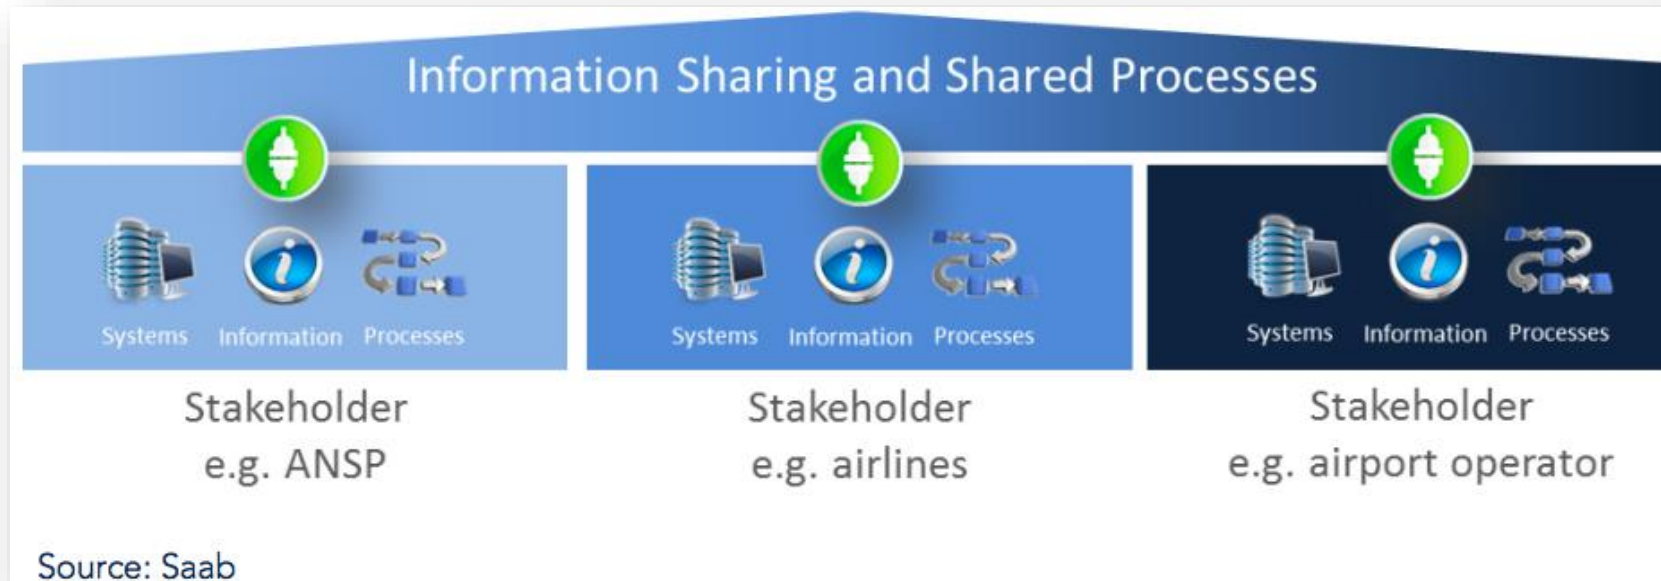 Information Sharing and Shared Processes
Systems Information Processes
Systems Information Processes
Systems Information Processes
Stakeholder
e.g. ANSP
Stakeholder
e.g. airlines
Stakeholder
e.g. airport operator
Source: Saab